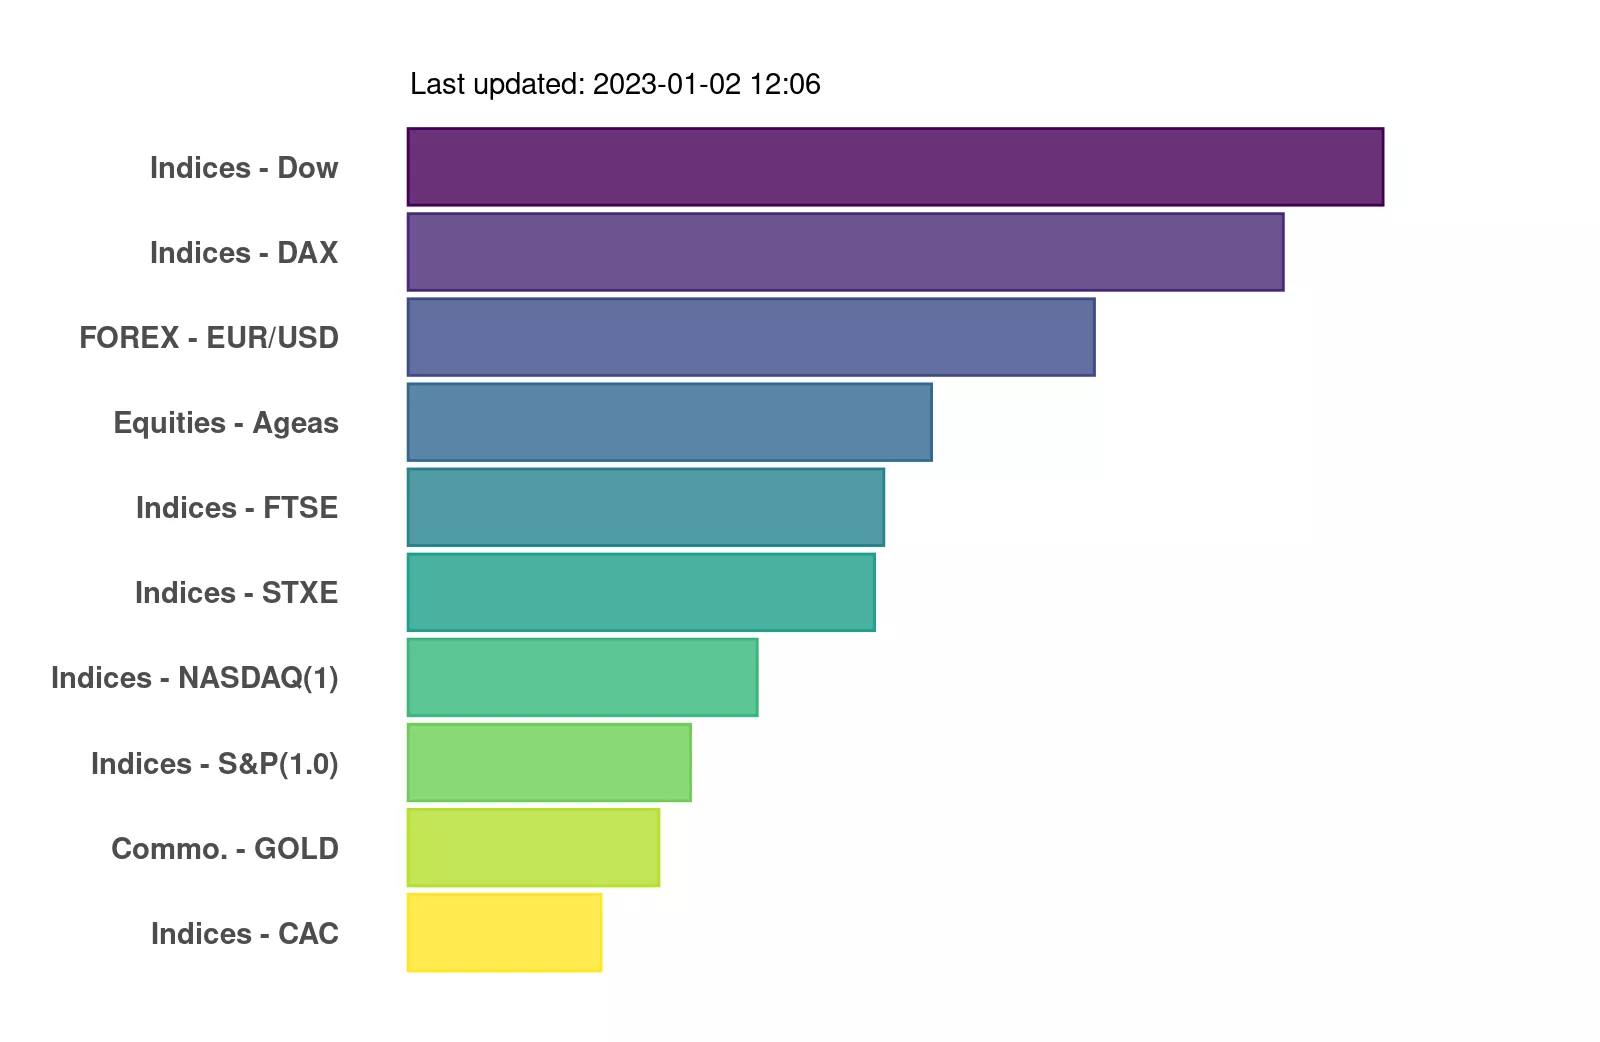 Last updated: 2023-01-02 12:06
Indices - Dow
Indices - DAX
FOREX - EUR/USD
Equities - Ageas
Indices - FTSE
Indices - STXE
Indices - NASDAQ(1)
Indices - S&P(1.0)
Commo. - GOLD
Indices - CAC